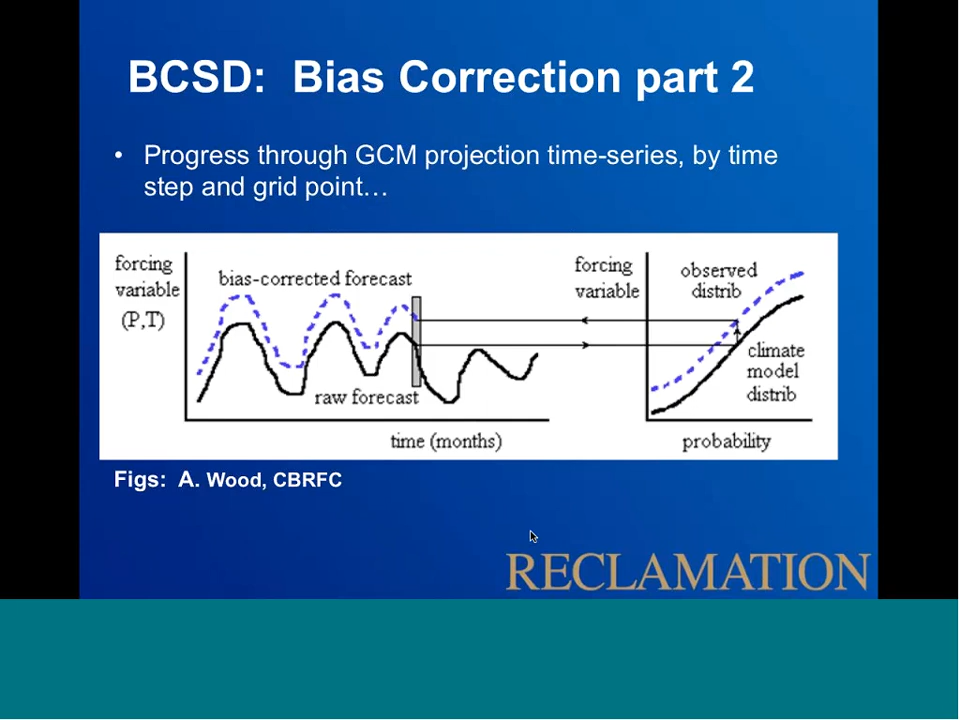 BCSD:  Bias Correction part 2
• Progress through GCM projection time-series, by time
step and grid point…
forcing
variable
(P,T)
bias-corrected forecast
raw forecast
time (months)
forcing
variable
observed
distrib
climate
model
distrib
probability
Figs:  A. Wood, CBRFC
RECLAMATION